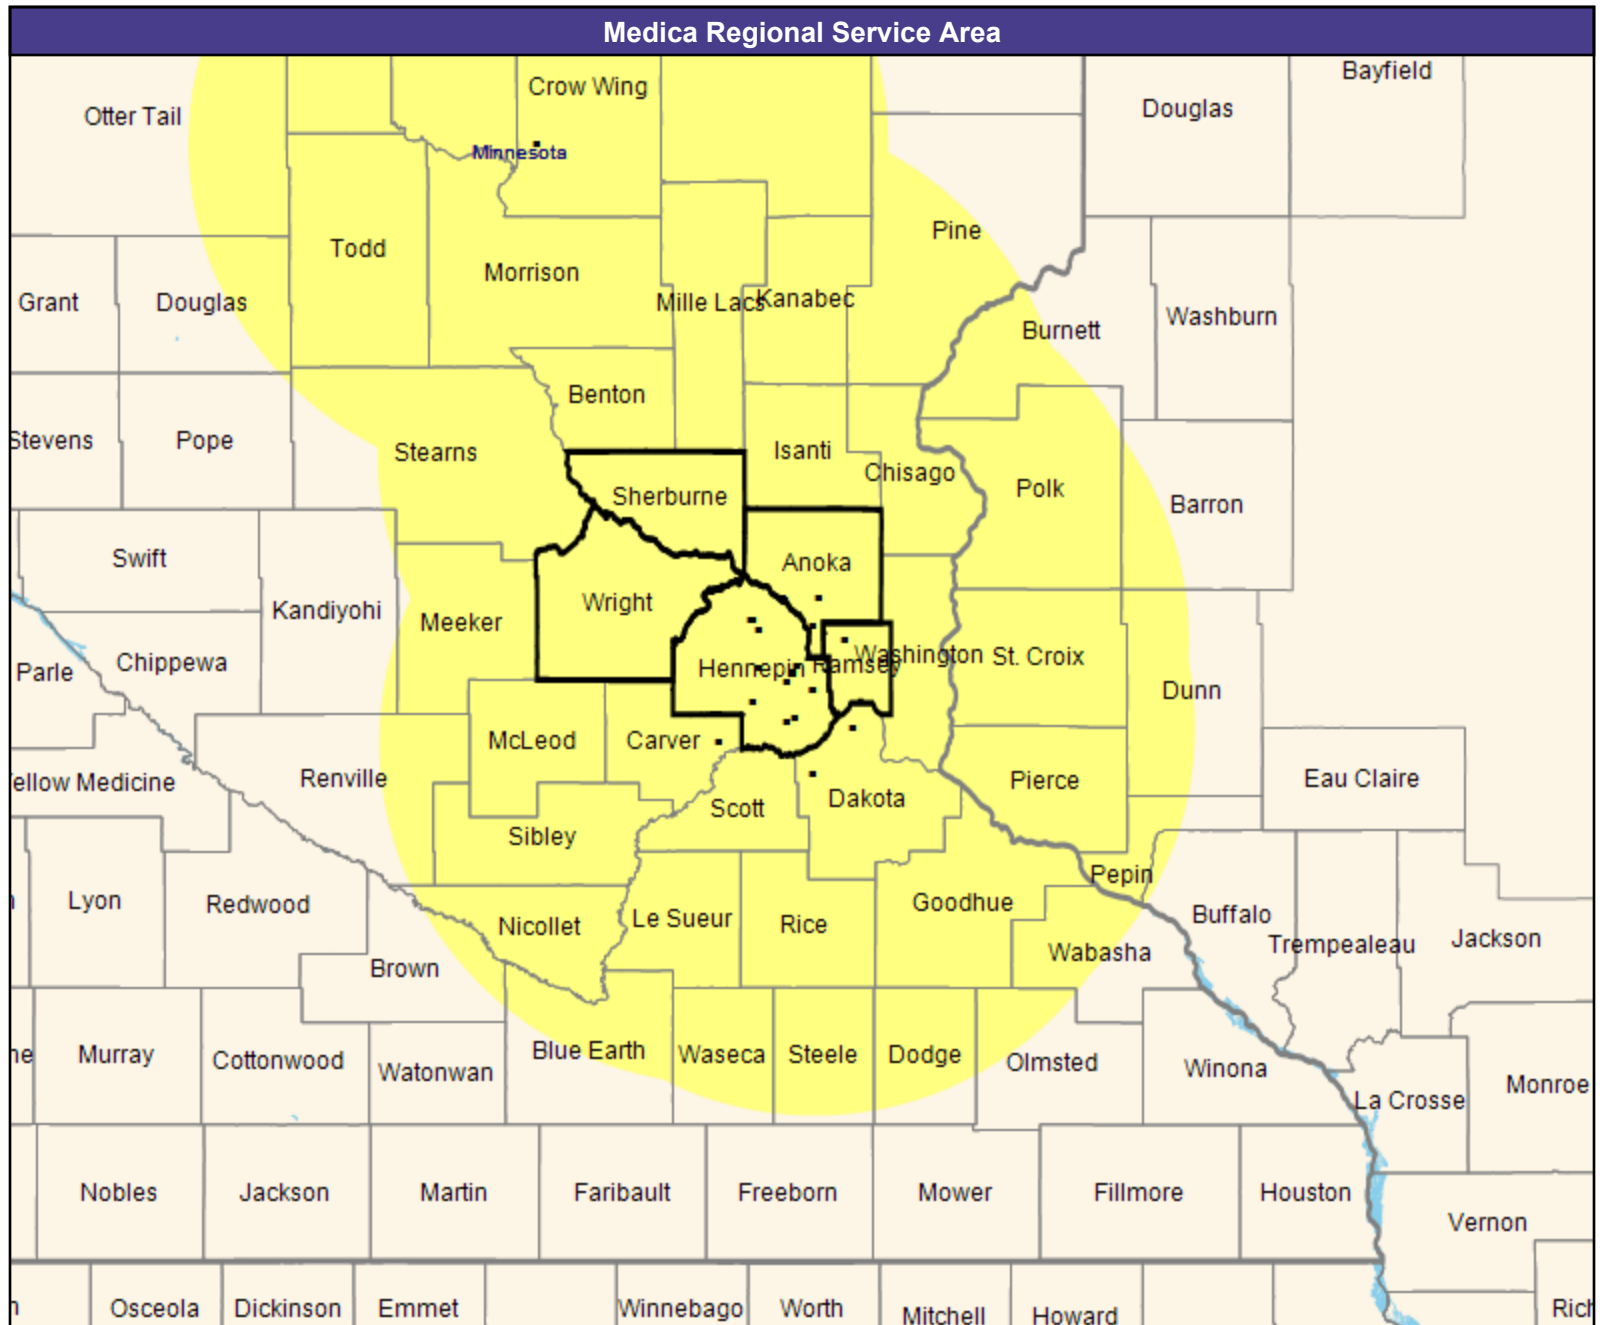 Medica Regional Service Area
Bayfield
Crow Wing
Douglas
Otter Tail
Minnesota
Pine
Todd
Morrison
Grant
Douglas
Mille Lacs
Kanabec
Washburn
Burnett
Benton
Stevens
Pope
Stearns
Isanti
Chisago
Polk
Sherburne
Barron
Swift
Anoka
Wright
Kandiyohi
Meeker
Chippewa
Parle
Hennepin
Ramsey
Washington
St. Croix
Dunn
McLeod
Carver
Renville
ellow Medicine
Pierce
Eau Claire
Scott
Dakota
Sibley
Pepin
Lyon
Redwood
Goodhue
Nicollet
Le Sueur
Rice
Buffalo
Trempealeau
Jackson
Wabasha
Brown
ne
Murray
Cottonwood
Watonwan
Blue Earth
Waseca
Steele
Dodge
Olmsted
Winona
Monroe
La Crosse
Nobles
Jackson
Martin
Faribault
Freeborn
Mower
Fillmore
Houston
Vernon
n
Osceola
Dickinson
Emmet
Winnebago
Worth
Mitchell
Howard
Rich